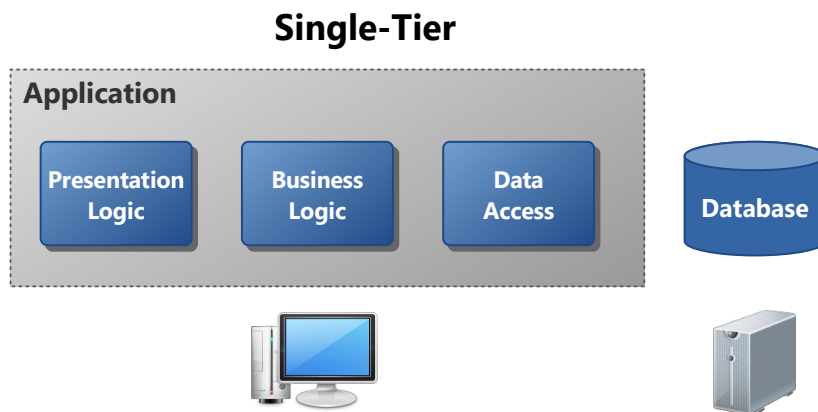 Single-Tier
Application
Presentation
Logic
Business
Logic
Data
Access
Database